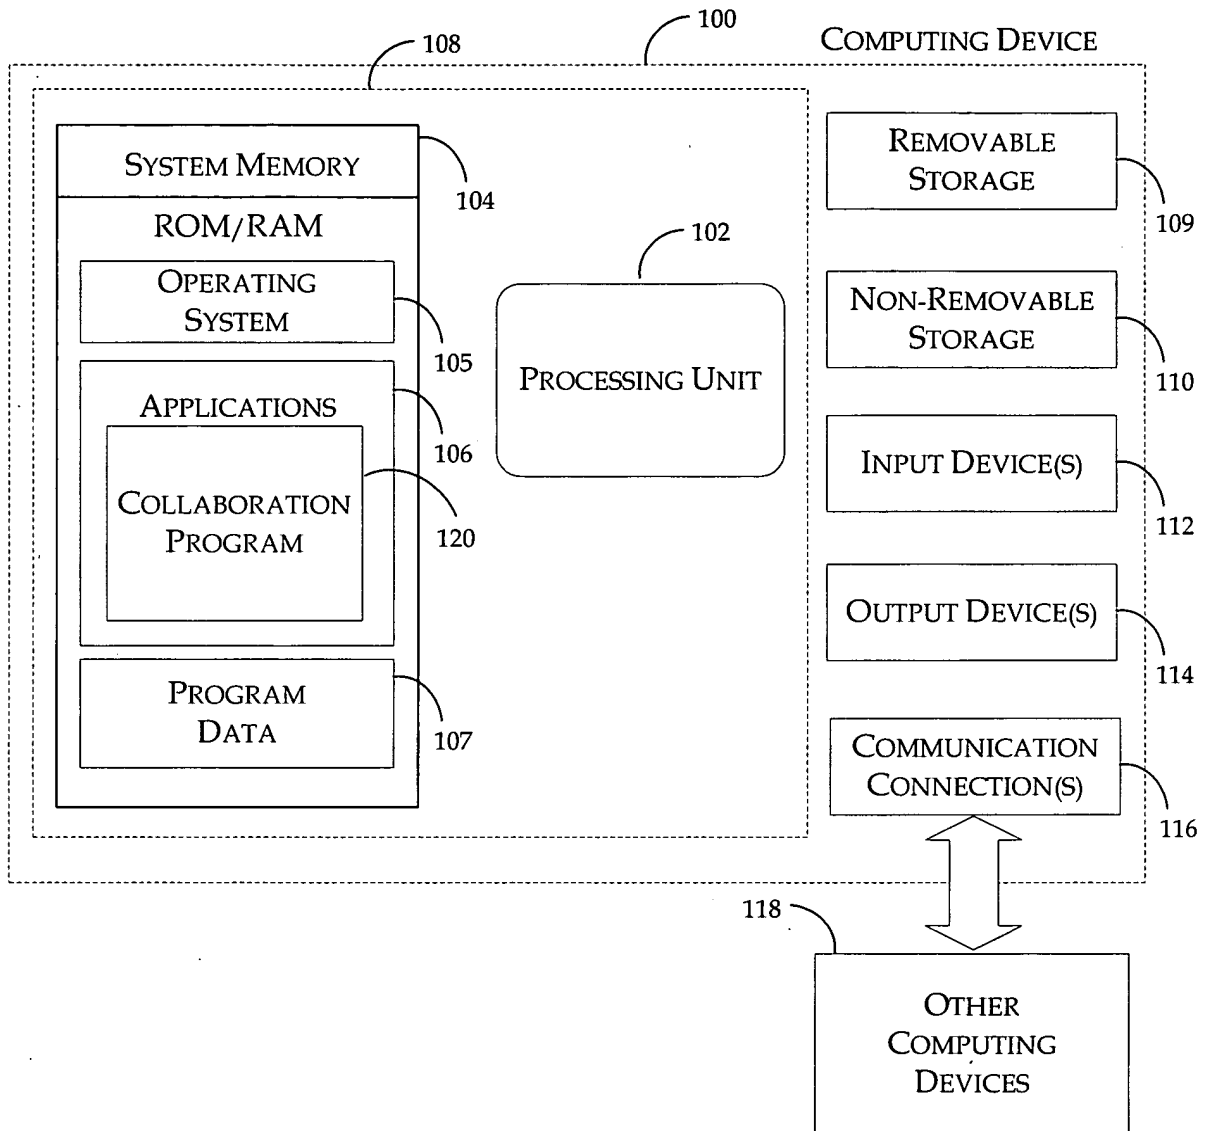 100
COMPUTING DEVICE
108
SYSTEM MEMORY
104
ROM/RAM
OPERATING
SYSTEM
105
APPLICATIONS
106
COLLABORATION
PROGRAM
120
PROGRAM
DATA
107
102
PROCESSING UNIT
REMOVABLE
STORAGE
109
NON-REMOVABLE
STORAGE
110
INPUT DEVICE(S)
112
OUTPUT DEVICE(S)
114
COMMUNICATION
CONNECTION(S)
116
118
OTHER
COMPUTING
DEVICES